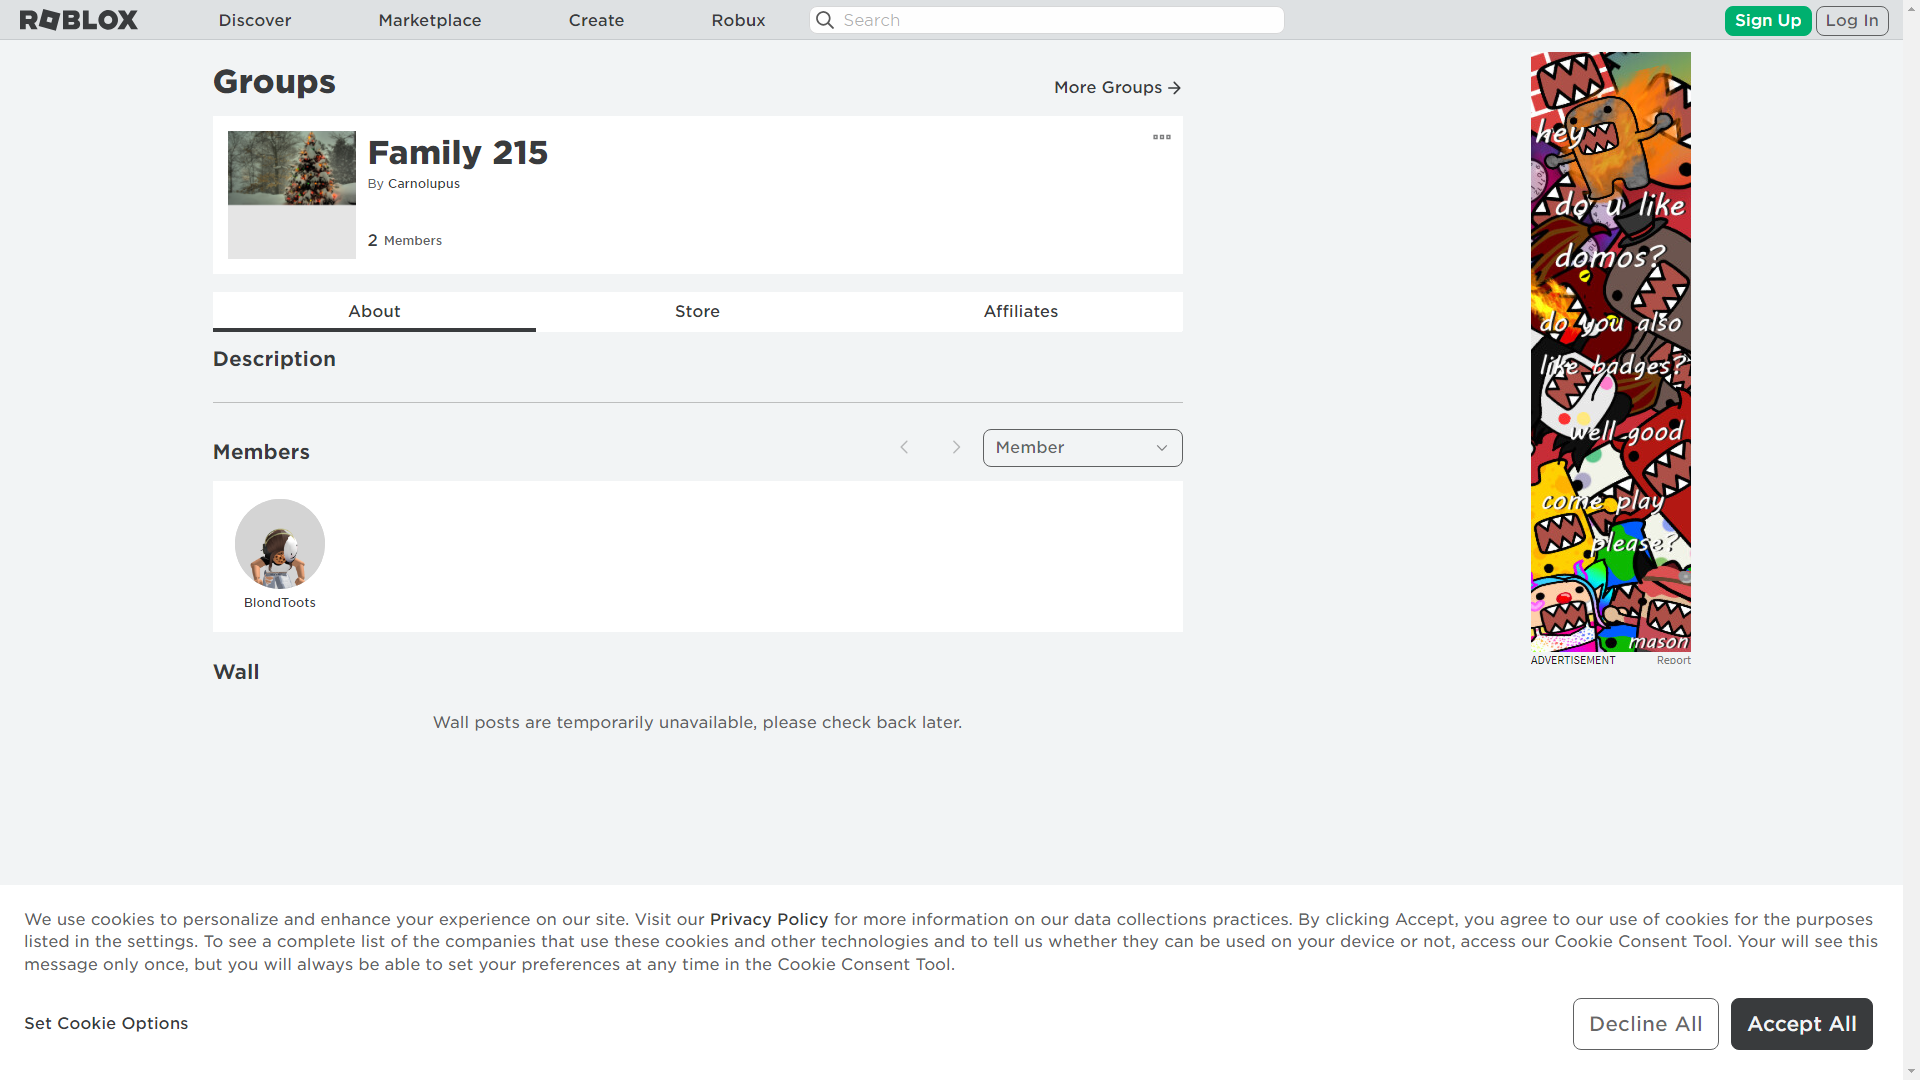 ROBLOX
Discover
Marketplace
Create
Robux
Search
Sign Up
Log In
Groups
More Groups
Family 215
By Carnolupus
2 Members
About
Store
Affiliates
Description
Members
Member
BlondToots
Wall
Wall posts are temporarily unavailable, please check back later.
hey
do u like
domos?
do you also
like badges?
well good
come play
please?
mason
ADVERTISEMENT
Report
We use cookies to personalize and enhance your experience on our site. Visit our Privacy Policy for more information on our data collections practices. By clicking Accept, you agree to our use of cookies for the purposes
listed in the settings. To see a complete list of the companies that use these cookies and other technologies and to tell us whether they can be used on your device or not, access our Cookie Consent Tool. Your will see this
message only once, but you will always be able to set your preferences at any time in the Cookie Consent Tool.
Set Cookie Options
Decline All
Accept All